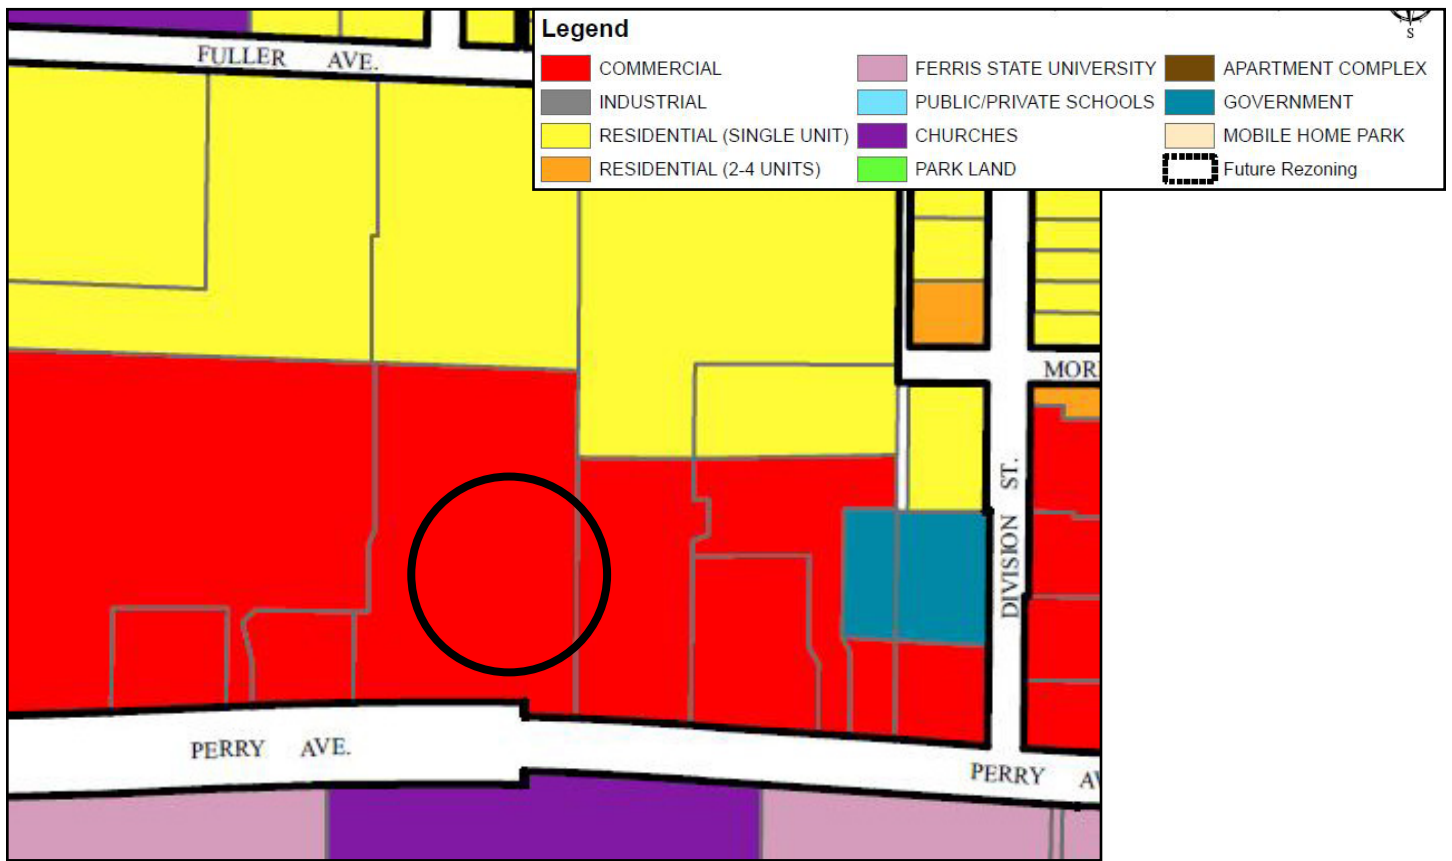 FULLER AVE.
S
Legend
COMMERCIAL
INDUSTRIAL
RESIDENTIAL (SINGLE UNIT)
RESIDENTIAL (2-4 UNITS)
FERRIS STATE UNIVERSITY
PUBLIC/PRIVATE SCHOOLS
CHURCHES
PARK LAND
APARTMENT COMPLEX
GOVERNMENT
MOBILE HOME PARK
Future Rezoning
MOR
DIVISION ST.
PERRY AVE.
PERRY AV